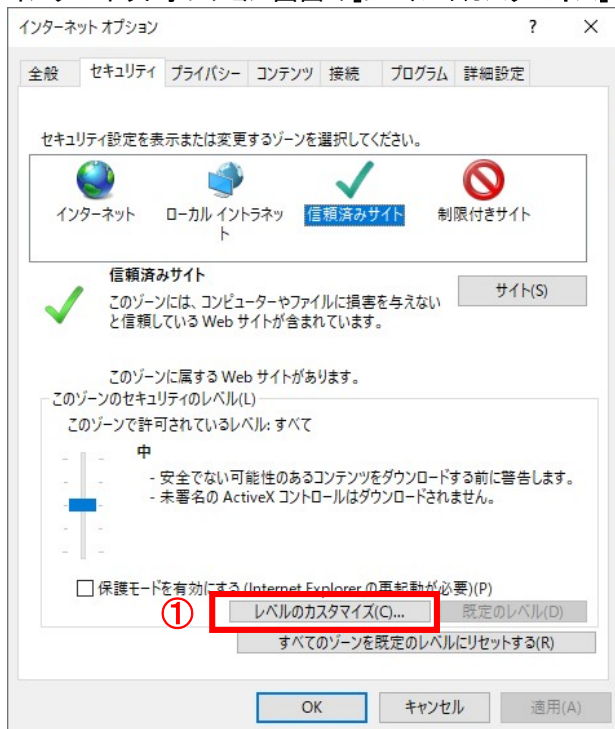 インターネット オプション ? ×
全般 セキュリティ プライバシー コンテンツ 接続 プログラム 詳細設定
セキュリティ設定を表示または変更するゾーンを選択してください。
インターネット ローカル イントラネッ 信頼済みサイト 制限付きサイト
ト
信頼済みサイト
サイト(S)
このゾーンには、コンピューターやファイルに損害を与えない
と信頼している Web サイトが含まれています。
このゾーンに属する Web サイトがあります。
このゾーンのセキュリティのレベル(L)
このゾーンで許可されているレベル: すべて
中
- 安全でない可能性のあるコンテンツをダウンロードする前に警告します。
- 未署名の ActiveX コントロールはダウンロードされません。
保護モードを有効にする (Internet Explorer の再起動が必要)(P)
① レベルのカスタマイズ(C)... 既定のレベル(D)
すべてのゾーンを既定のレベルにリセットする(R)
OK キャンセル 適用(A)